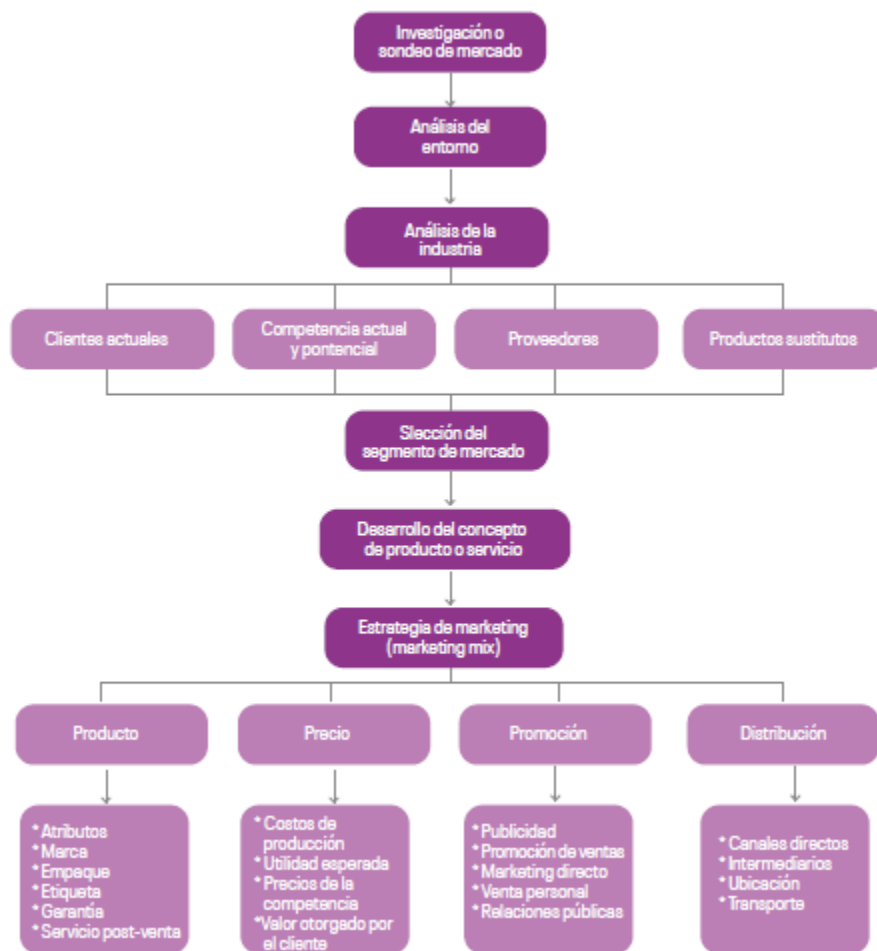 Investigación o
sondeo de mercado
Análisis del
entorno
Análisis de la
industria
Clientes actuales
Competencia actual
y pontencial
Proveedores
Productos sustitutos
Slección del
segmento de mercado
Desarrollo del concepto
de producto o servicio
Estrategia de marketing
(marketing mix)
Producto
Precio
Promoción
Distribución
* Atributos
* Marca
* Empaque
* Etiqueta
* Garantía
* Servicio post-venta
* Costos de
producción
* Utilidad esperada
* Precios de la
competencia
*Valor otorgado por
el cliente
* Publicidad
* Promoción de ventas
* Marketing directo
* Venta personal
* Relaciones públicas
* Canales directos
* Intermediarios
* Ubicación
* Transporte